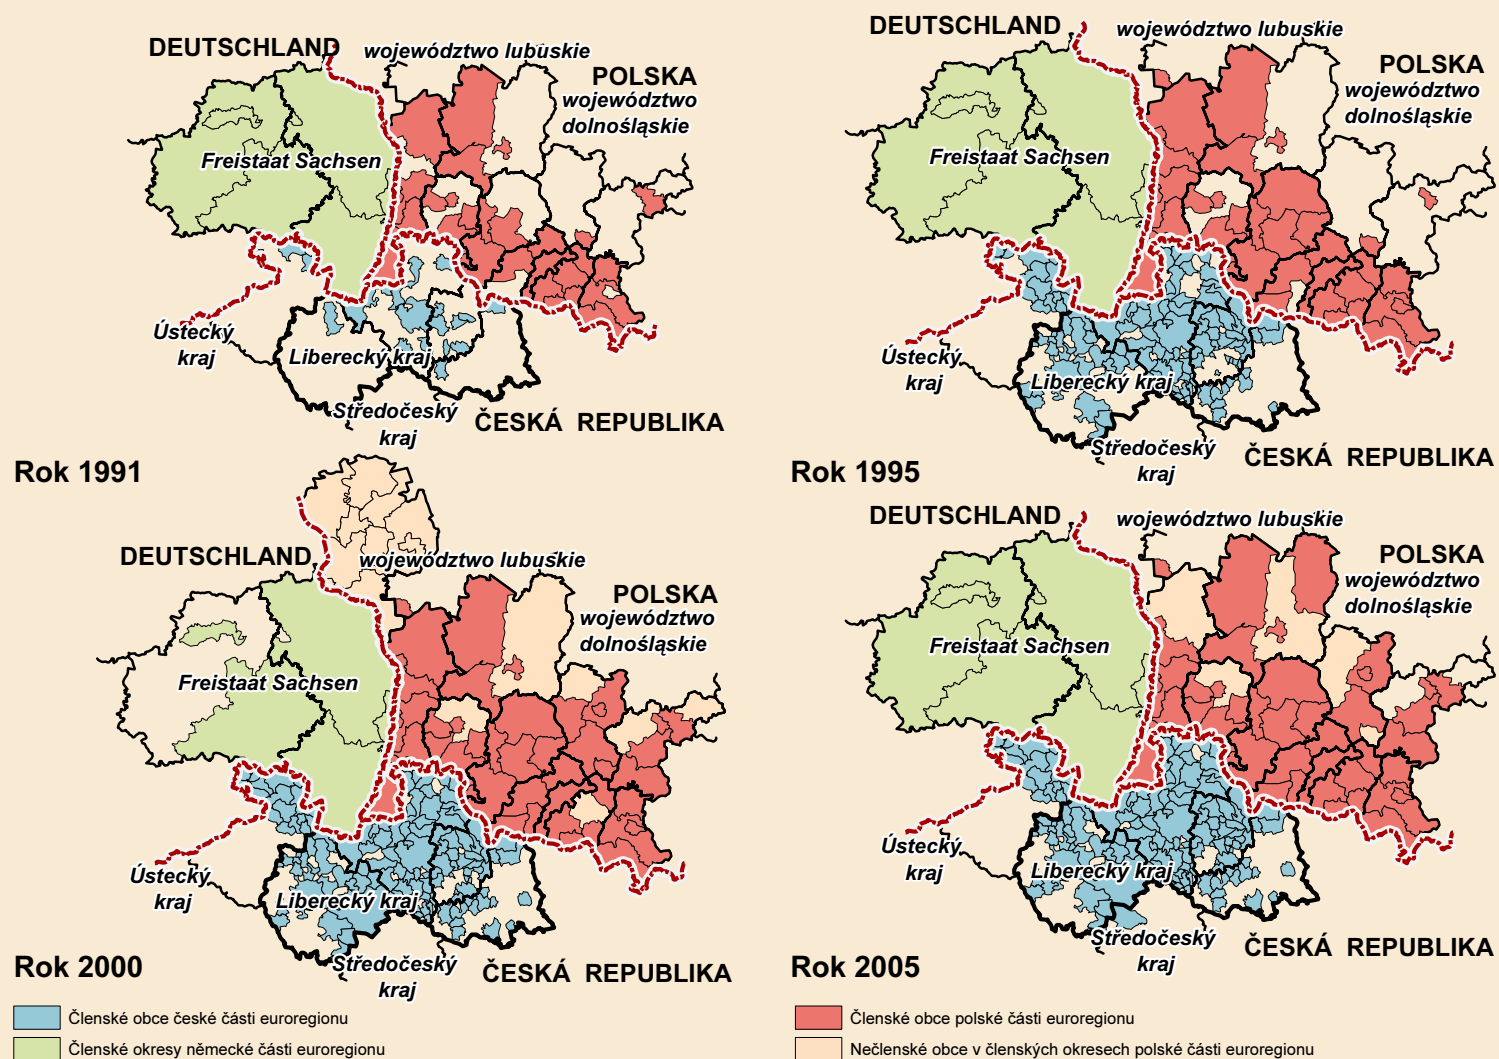 DEUTSCHLAND
województwo lubuskie
POLSKA
województwo
dolnośląskie
Freistaat Sachsen
Ústecký
kraj
Liberecký kraj
Středočeský
kraj
ČESKÁ REPUBLIKA
Rok 1991
DEUTSCHLAND
województwo lubuskie
POLSKA
województwo
dolnośląskie
Freistaat Sachsen
Ústecký
kraj
Liberecký kraj
Středočeský
kraj
ČESKÁ REPUBLIKA
Rok 1995
DEUTSCHLAND
województwo lubuskie
POLSKA
województwo
dolnośląskie
Freistaat Sachsen
Ústecký
kraj
Liberecký kraj
Středočeský
kraj
ČESKÁ REPUBLIKA
Rok 2000
DEUTSCHLAND
województwo lubuskie
POLSKA
województwo
dolnośląskie
Freistaat Sachsen
Ústecký
kraj
Liberecký kraj
Středočeský
kraj
ČESKÁ REPUBLIKA
Rok 2005
Členské obce české části euroregionu
Členské okresy německé části euroregionu
Členské obce polské části euroregionu
Nečlenské obce v členských okresech polské části euroregionu